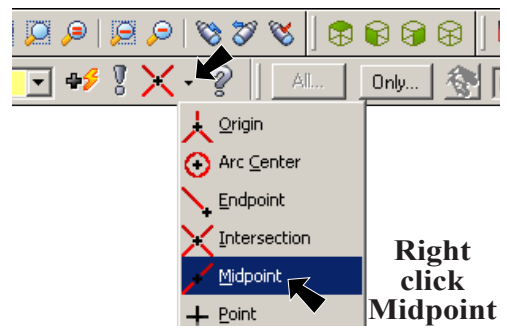 All... Only...
Origin
Arc Center
Endpoint
Intersection
Midpoint
Point
Right
click
Midpoint